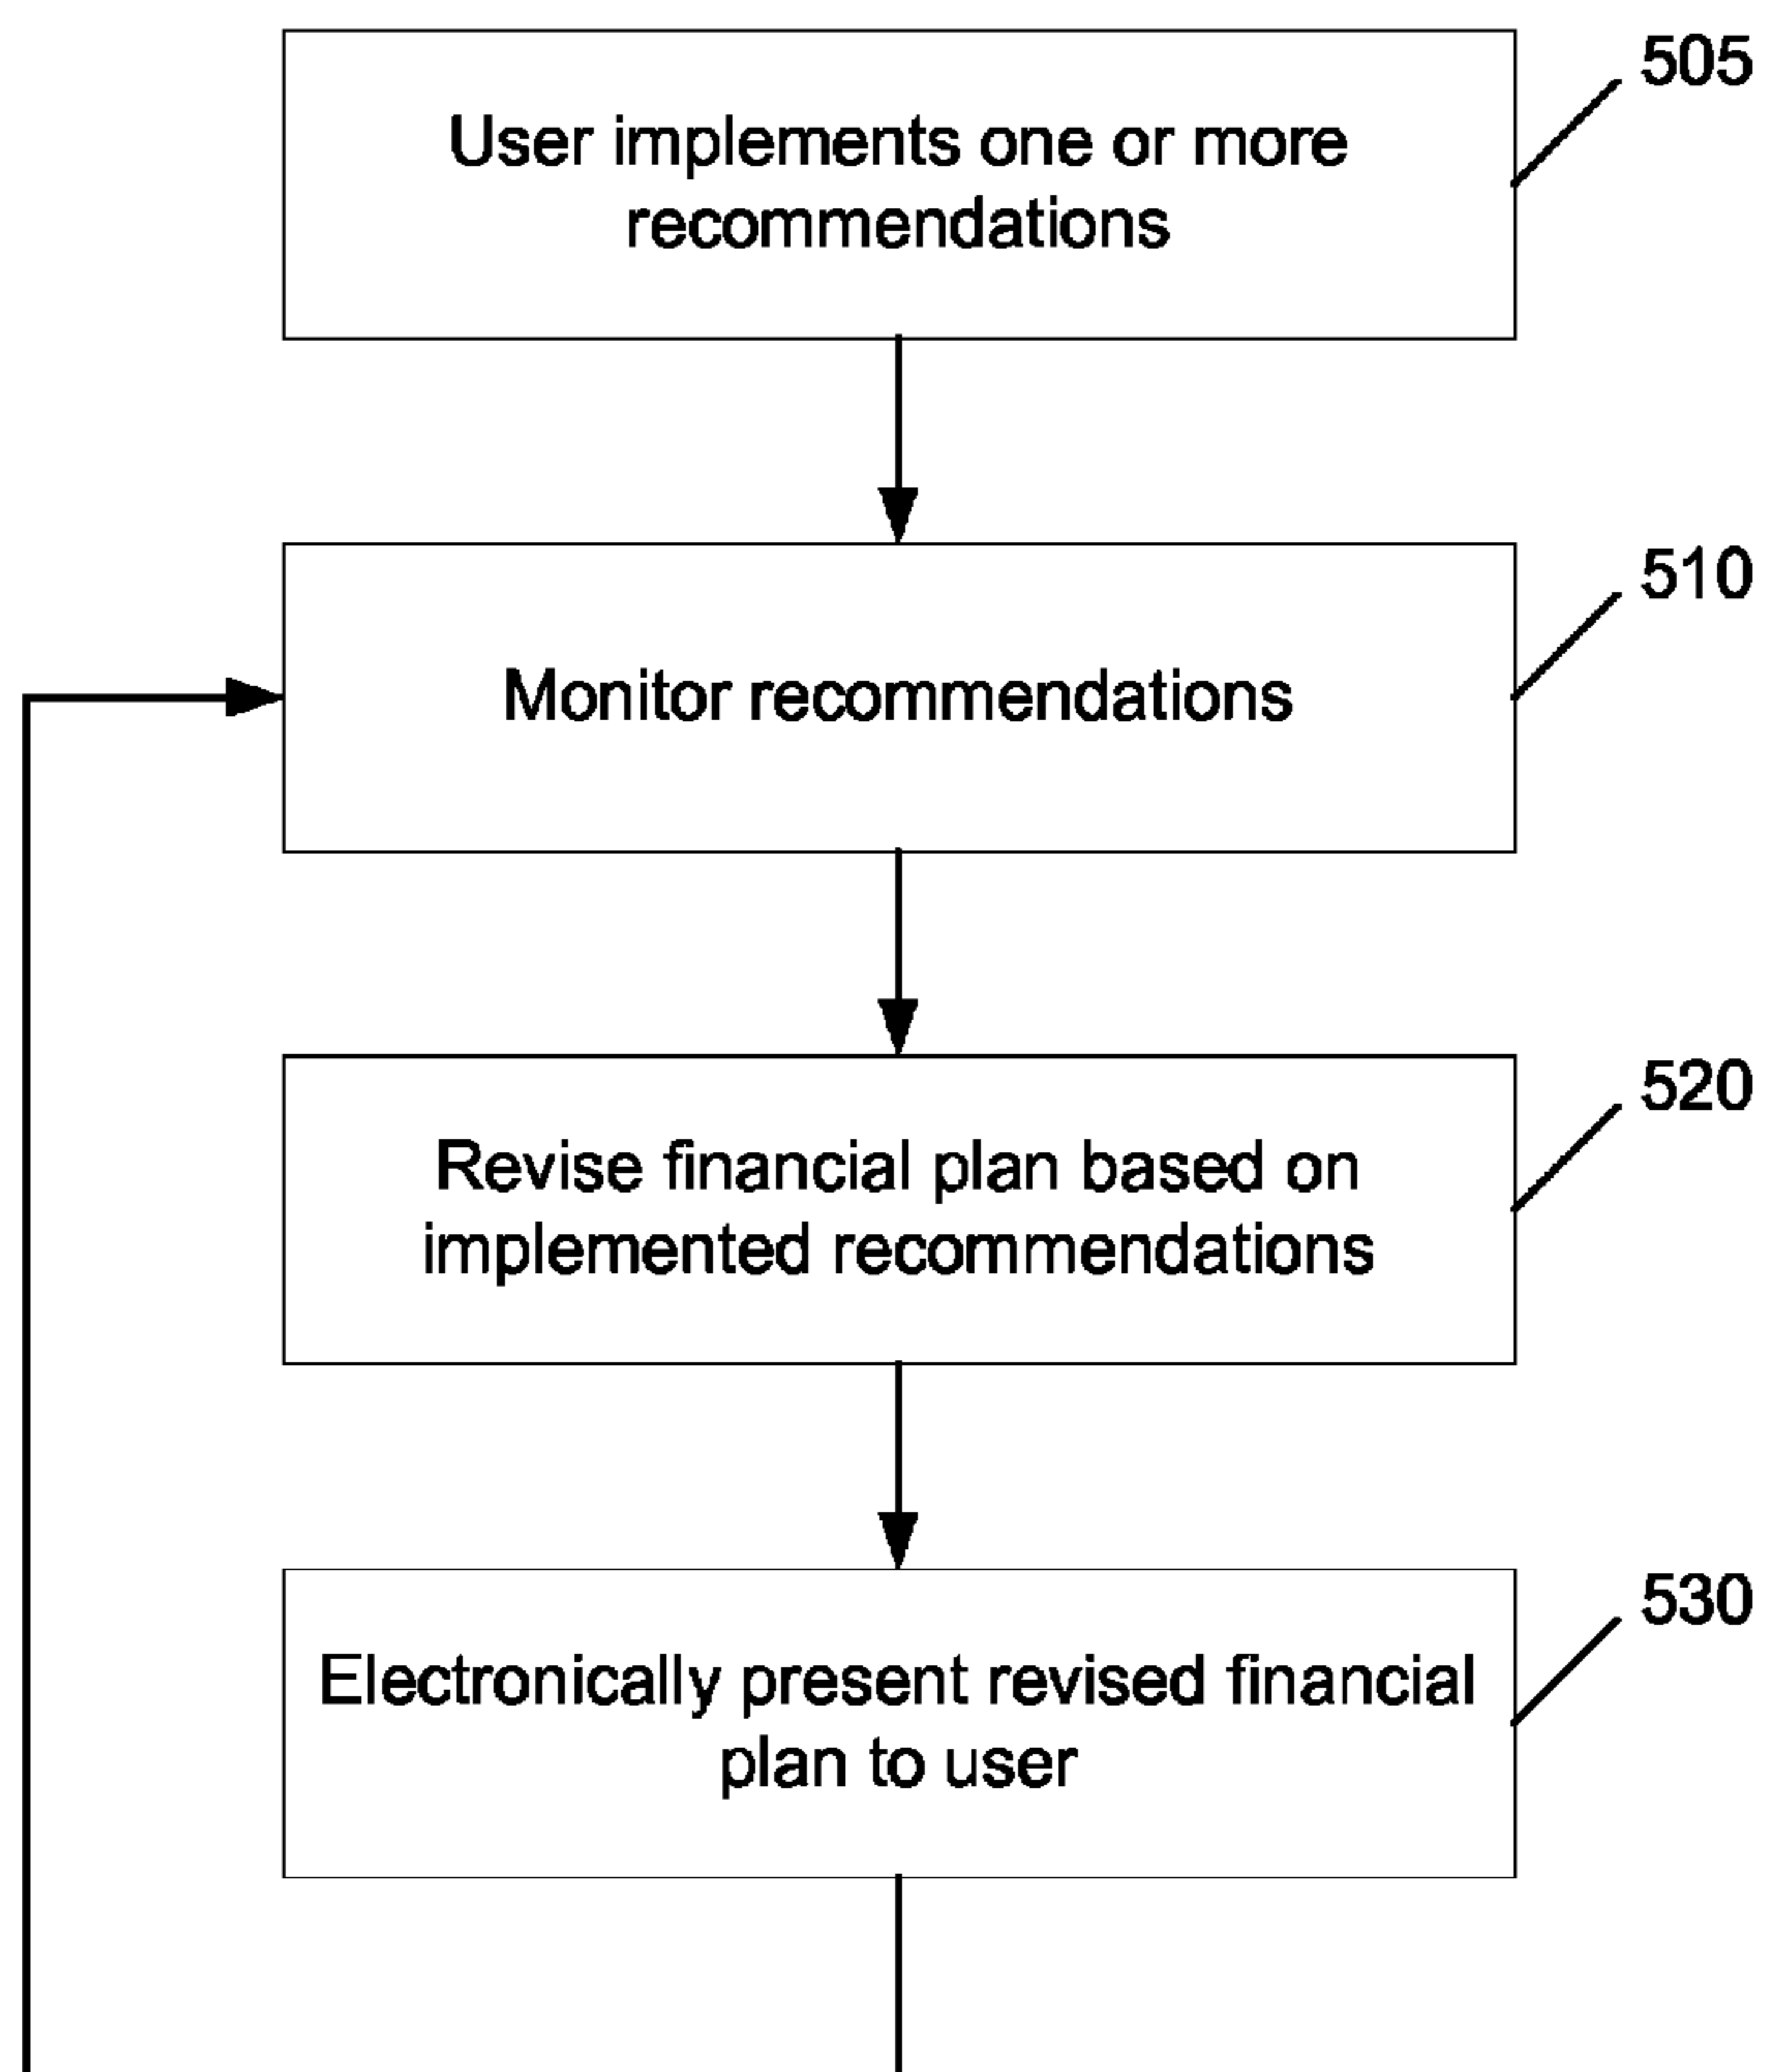 505
User implements one or more
recommendations
510
Monitor recommendations
520
Revise financial plan based on
implemented recommendations
530
Electronically present revised financial
plan to user